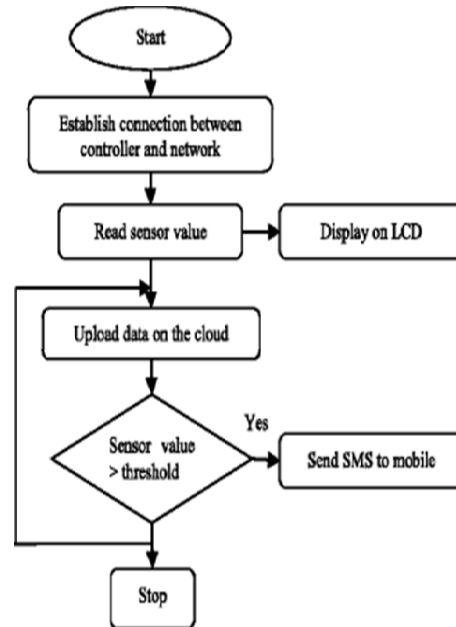 Start
Establish connection between
controller and network
Read sensor value
Display on LCD
Upload data on the cloud
Sensor value
> threshold
Yes
Send SMS to mobile
Stop